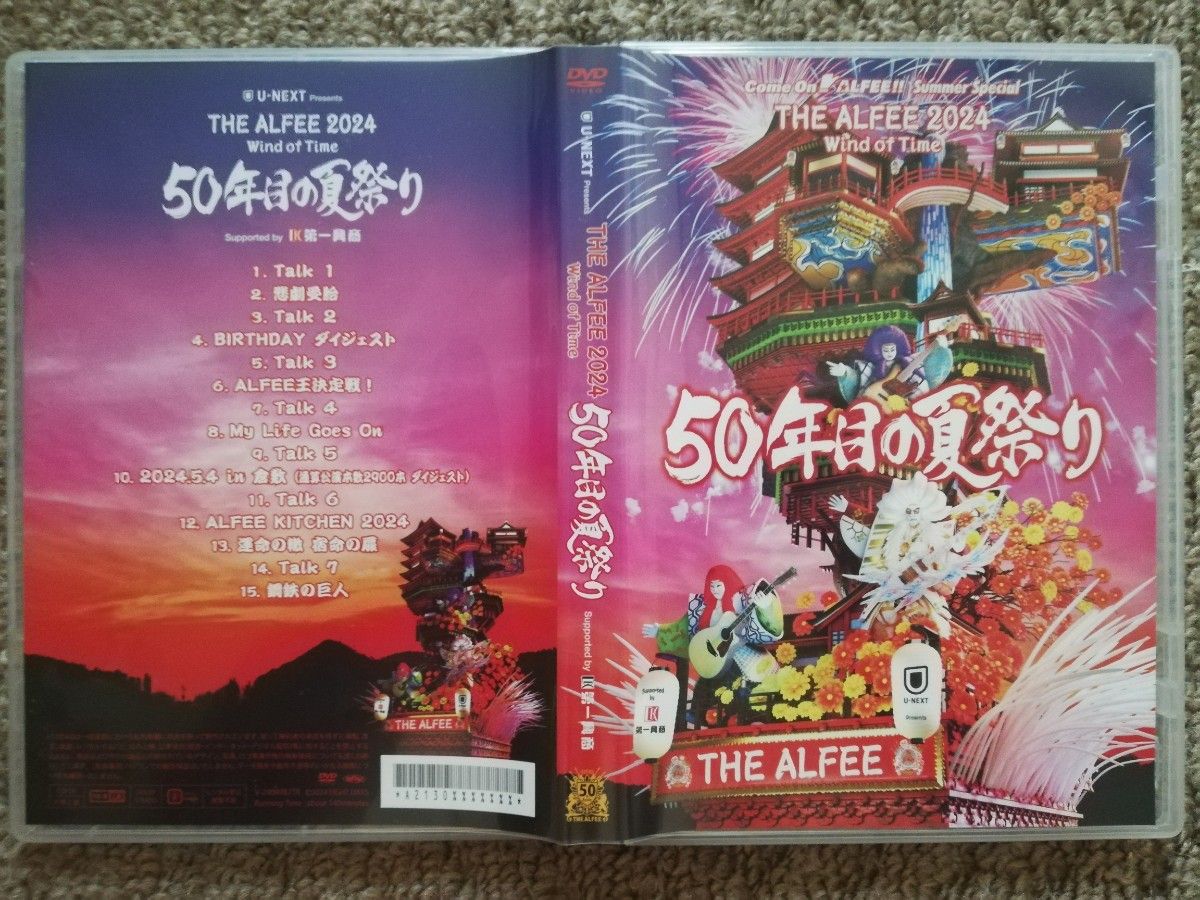 U-NEXT Presents
THE ALFEE 2024
Wind of Time
50年目の夏祭り
Supported by 第一興商
1. Talk 1
2. 悲劇受胎
3. Talk 2
4. BIRTHDAY ダイジェスト
5. Talk 3
6. ALFEE王決定戦！
7. Talk 4
8. My Life Goes On
9. Talk 5
10. 2024.5.4 in 倉敷 (通算公演本数2900本 ダイジェスト)
11. Talk 6
12. ALFEE KITCHEN 2024
13. 運命の轍 宿命の扉
14. Talk 7
15. 鋼鉄の巨人
THE ALFEE
DVD
*A2130XXXXXXX*
DVD
VIDEO
U-NEXT Presents
THE ALFEE 2024
Wind of Time
50年目の夏祭り
Supported by 第一興商
50
THE ALFEE
Come On ALFEE!! Summer Special
THE ALFEE 2024
Wind of Time
50年目の夏祭り
Supported
by
第一興商
U-NEXT
Presents
THE ALFEE